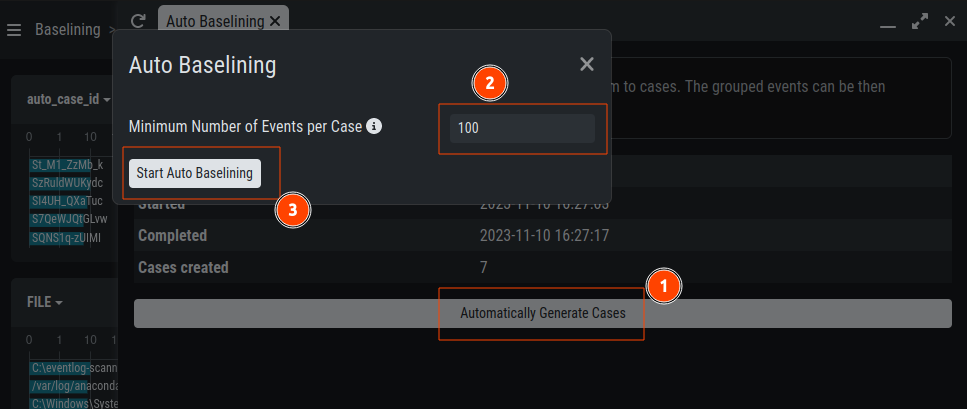 Baselining >
Auto Baselining ×
Auto Baselining
2
m to cases. The grouped events can be then
auto_case_id
Minimum Number of Events per Case
100
0 1 10
St_M1_ZzMb_k
SzRuldWUKydc
SI4UH_QXaTuc
S7QeWJQtGLvw
SQNS1q-zUIMI
Start Auto Baselining
3
Started
2023-11-10 16:27:05
Completed
2023-11-10 16:27:17
Cases created
7
1
FILE
Automatically Generate Cases
0 1 10
C:\eventlog-scann
/var/log/anaconda
C:\Windows\Syste